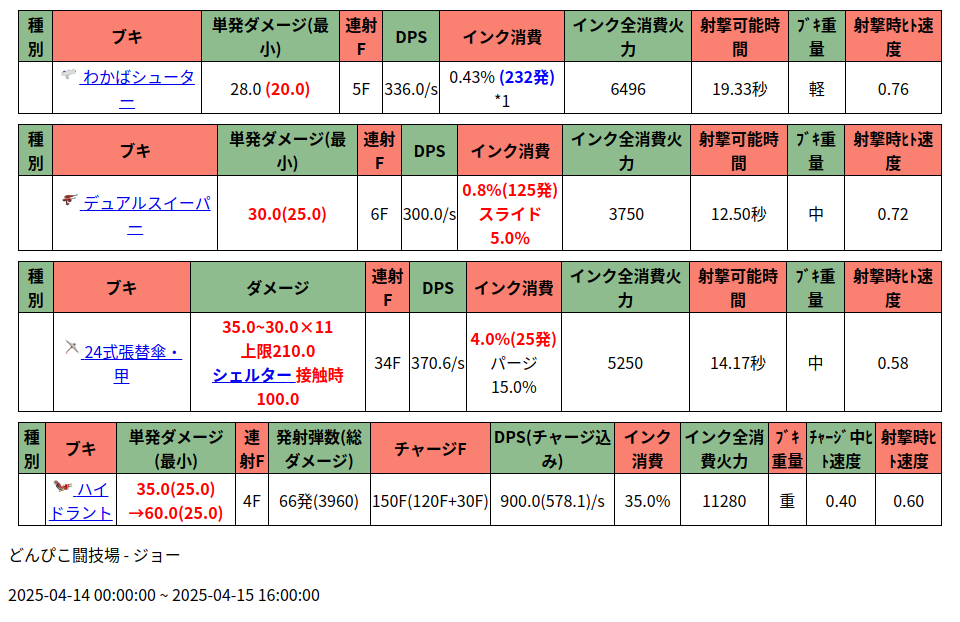 種別 ブキ 単発ダメージ(最小) 連射F DPS インク消費 インク全消費火力 射撃可能時間 ﾌﾞｷ重量 射撃時ﾋﾄ速度
わかばシューター 28.0 (20.0) 5F 336.0/s 0.43% (232発) *1 6496 19.33秒 軽 0.76
種別 ブキ 単発ダメージ(最小) 連射F DPS インク消費 インク全消費火力 射撃可能時間 ﾌﾞｷ重量 射撃時ﾋﾄ速度
デュアルスイーパー 30.0(25.0) 6F 300.0/s 0.8%(125発) スライド 5.0% 3750 12.50秒 中 0.72
種別 ブキ ダメージ 連射F DPS インク消費 インク全消費火力 射撃可能時間 ﾌﾞｷ重量 射撃時ﾋﾄ速度
24式張替傘・甲 35.0~30.0×11 上限210.0 シェルター 接触時 100.0 34F 370.6/s 4.0%(25発) パージ 15.0% 5250 14.17秒 中 0.58
種別 ブキ 単発ダメージ(最小) 連射F 発射弾数(総ダメージ) チャージF DPS(チャージ込み) インク消費 インク全消費火力 ﾌﾞｷ重量 ﾁｬｰｼﾞ中ﾋﾄ速度 射撃時ﾋﾄ速度
ハイドラント 35.0(25.0) →60.0(25.0) 4F 66発(3960) 150F(120F+30F) 900.0(578.1)/s 35.0% 11280 重 0.40 0.60
どんぴこ闘技場 - ジョー
2025-04-14 00:00:00 ~ 2025-04-15 16:00:00